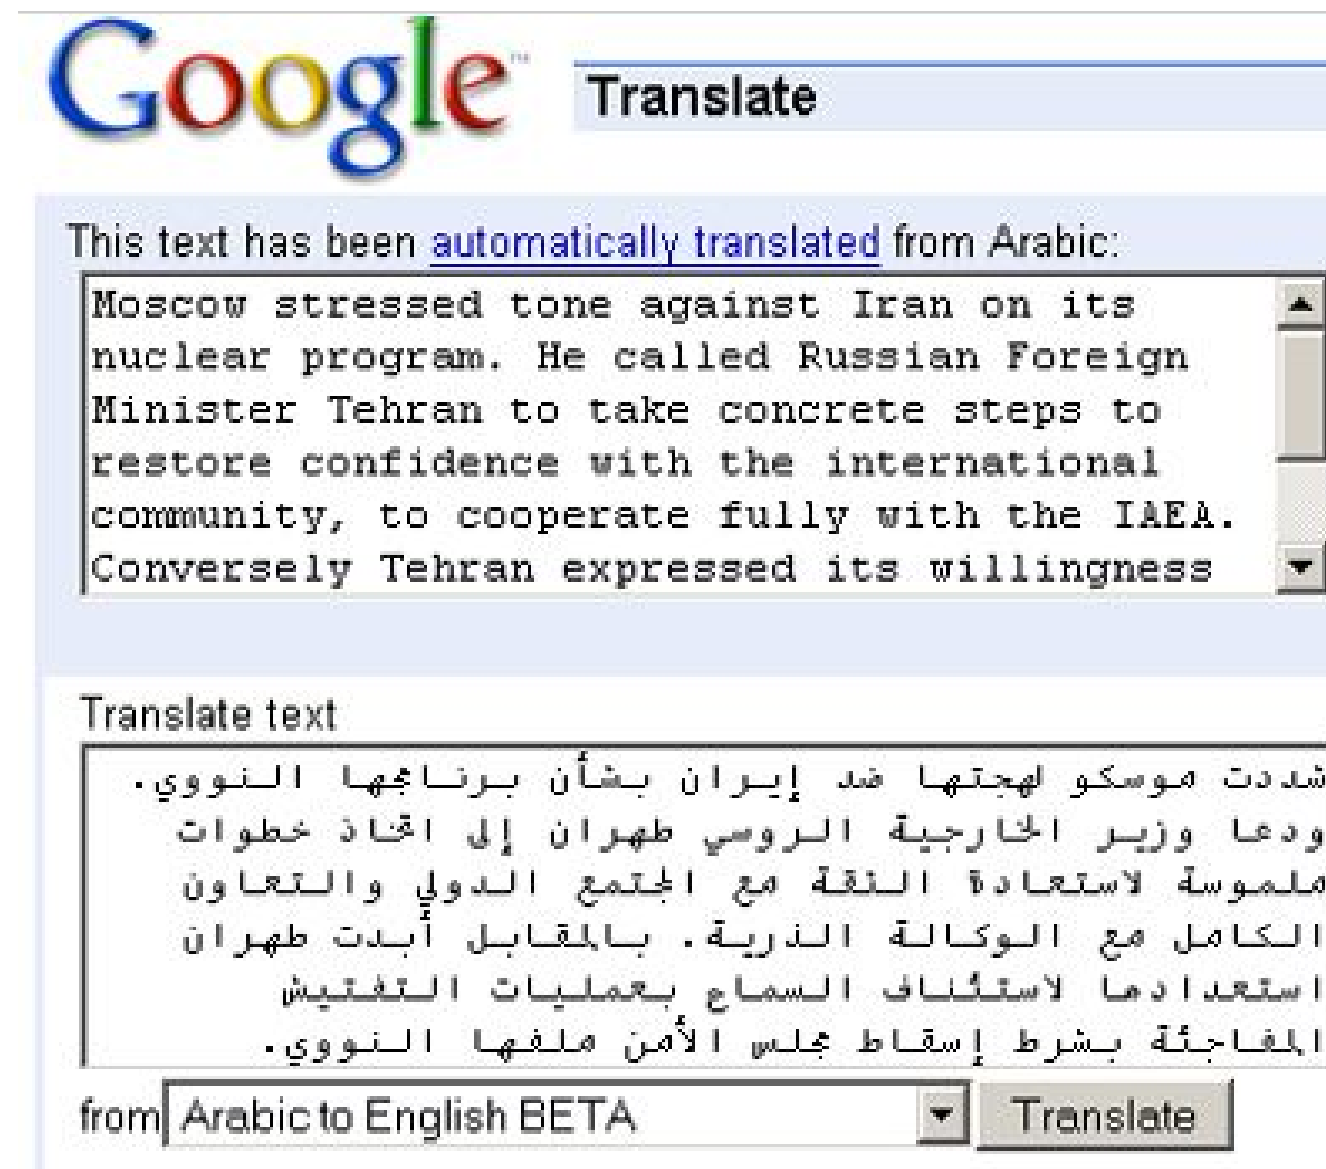 Google™
Translate
This text has been automatically translated from Arabic:
Moscow stressed tone against Iran on its
nuclear program. He called Russian Foreign
Minister Tehran to take concrete steps to
restore confidence with the international
community, to cooperate fully with the IAEA.
Conversely Tehran expressed its willingness
Translate text
شددت موسكو لهجتها ضد إيران بشأن برنامجها النووي.
ودعا وزير الخارجية الروسي طهران إلى اتخاذ خطوات
ملموسة لاستعادة الثقة مع المجتمع الدولي والتعاون
الكامل مع الوكالة الذرية. بالمقابل أبدت طهران
استعدادها لاستئناف السماح بعمليات التفتيش
المفاجئة بشرط إسقاط مجلس الأمن ملفها النووي.
from Arabic to English BETA Translate